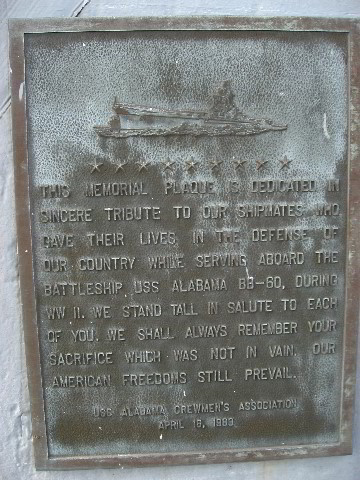 THIS MEMORIAL PLAQUE IS DEDICATED IN
SINCERE TRIBUTE TO OUR SHIPMATES WHO
GAVE THEIR LIVES IN THE DEFENSE OF
OUR COUNTRY WHILE SERVING ABOARD THE
BATTLESHIP, USS ALABAMA BB-60, DURING
WW II. WE STAND TALL IN SALUTE TO EACH
OF YOU. WE SHALL ALWAYS REMEMBER YOUR
SACRIFICE WHICH WAS NOT IN VAIN. OUR
AMERICAN FREEDOMS STILL PREVAIL.
USS ALABAMA CREWMEN'S ASSOCIATION
APRIL 16, 1983